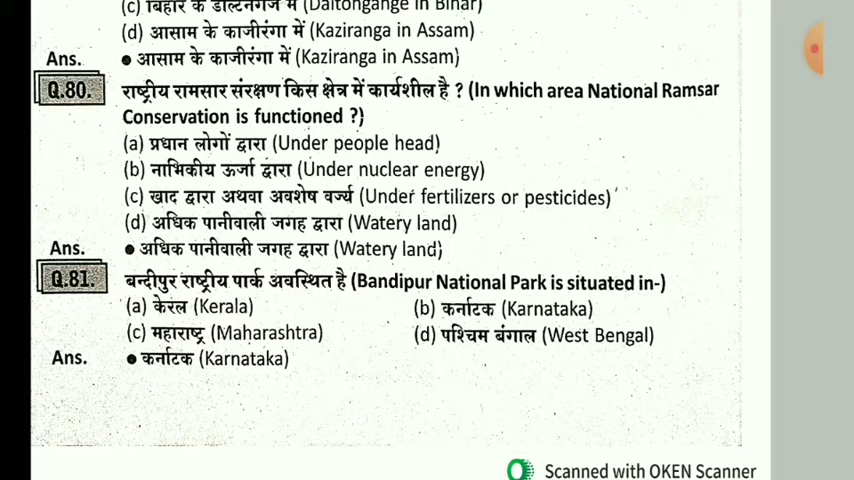 (c) बिहार के डाल्टनगंज में (Daltongange in Bihar)
(d) आसाम के काजीरंगा में (Kaziranga in Assam)
Ans. ● आसाम के काजीरंगा में (Kaziranga in Assam)
Q.80. राष्ट्रीय रामसार संरक्षण किस क्षेत्र में कार्यशील है ? (In which area National Ramsar
Conservation is functioned ?)
(a) प्रधान लोगों द्वारा (Under people head)
(b) नाभिकीय ऊर्जा द्वारा (Under nuclear energy)
(c) खाद द्वारा अथवा अवशेष वर्ज्य (Under fertilizers or pesticides)
(d) अधिक पानीवाली जगह द्वारा (Watery land)
Ans. ● अधिक पानीवाली जगह द्वारा (Watery land)
Q.81. बन्दीपुर राष्ट्रीय पार्क अवस्थित है (Bandipur National Park is situated in-)
(a) केरल (Kerala) (b) कर्नाटक (Karnataka)
(c) महाराष्ट्र (Maharashtra) (d) पश्चिम बंगाल (West Bengal)
Ans. ● कर्नाटक (Karnataka)
Scanned with OKEN Scanner